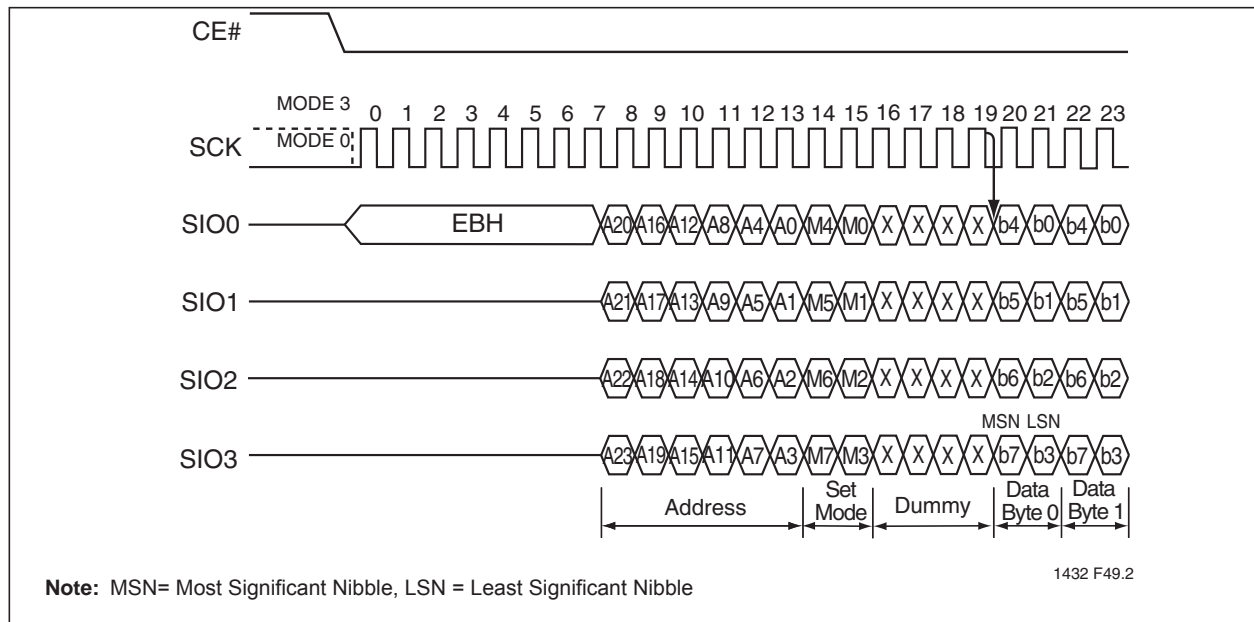 CE#
MODE 3
0 1 2 3 4 5 6 7 8 9 10 11 12 13 14 15 16 17 18 19 20 21 22 23
SCK
MODE 0
SIO0 EBH A20 A16 A12 A8 A4 A0 M4 M0 X X X X b4 b0 b4 b0
SIO1 A21 A17 A13 A9 A5 A1 M5 M1 X X X X b5 b1 b5 b1
SIO2 A22 A18 A14 A10 A6 A2 M6 M2 X X X X b6 b2 b6 b2
MSN LSN
SIO3 A23 A19 A15 A11 A7 A3 M7 M3 X X X X b7 b3 b7 b3
Address
Set
Mode
Dummy
Data
Byte 0
Data
Byte 1
1432 F49.2
Note: MSN= Most Significant Nibble, LSN = Least Significant Nibble